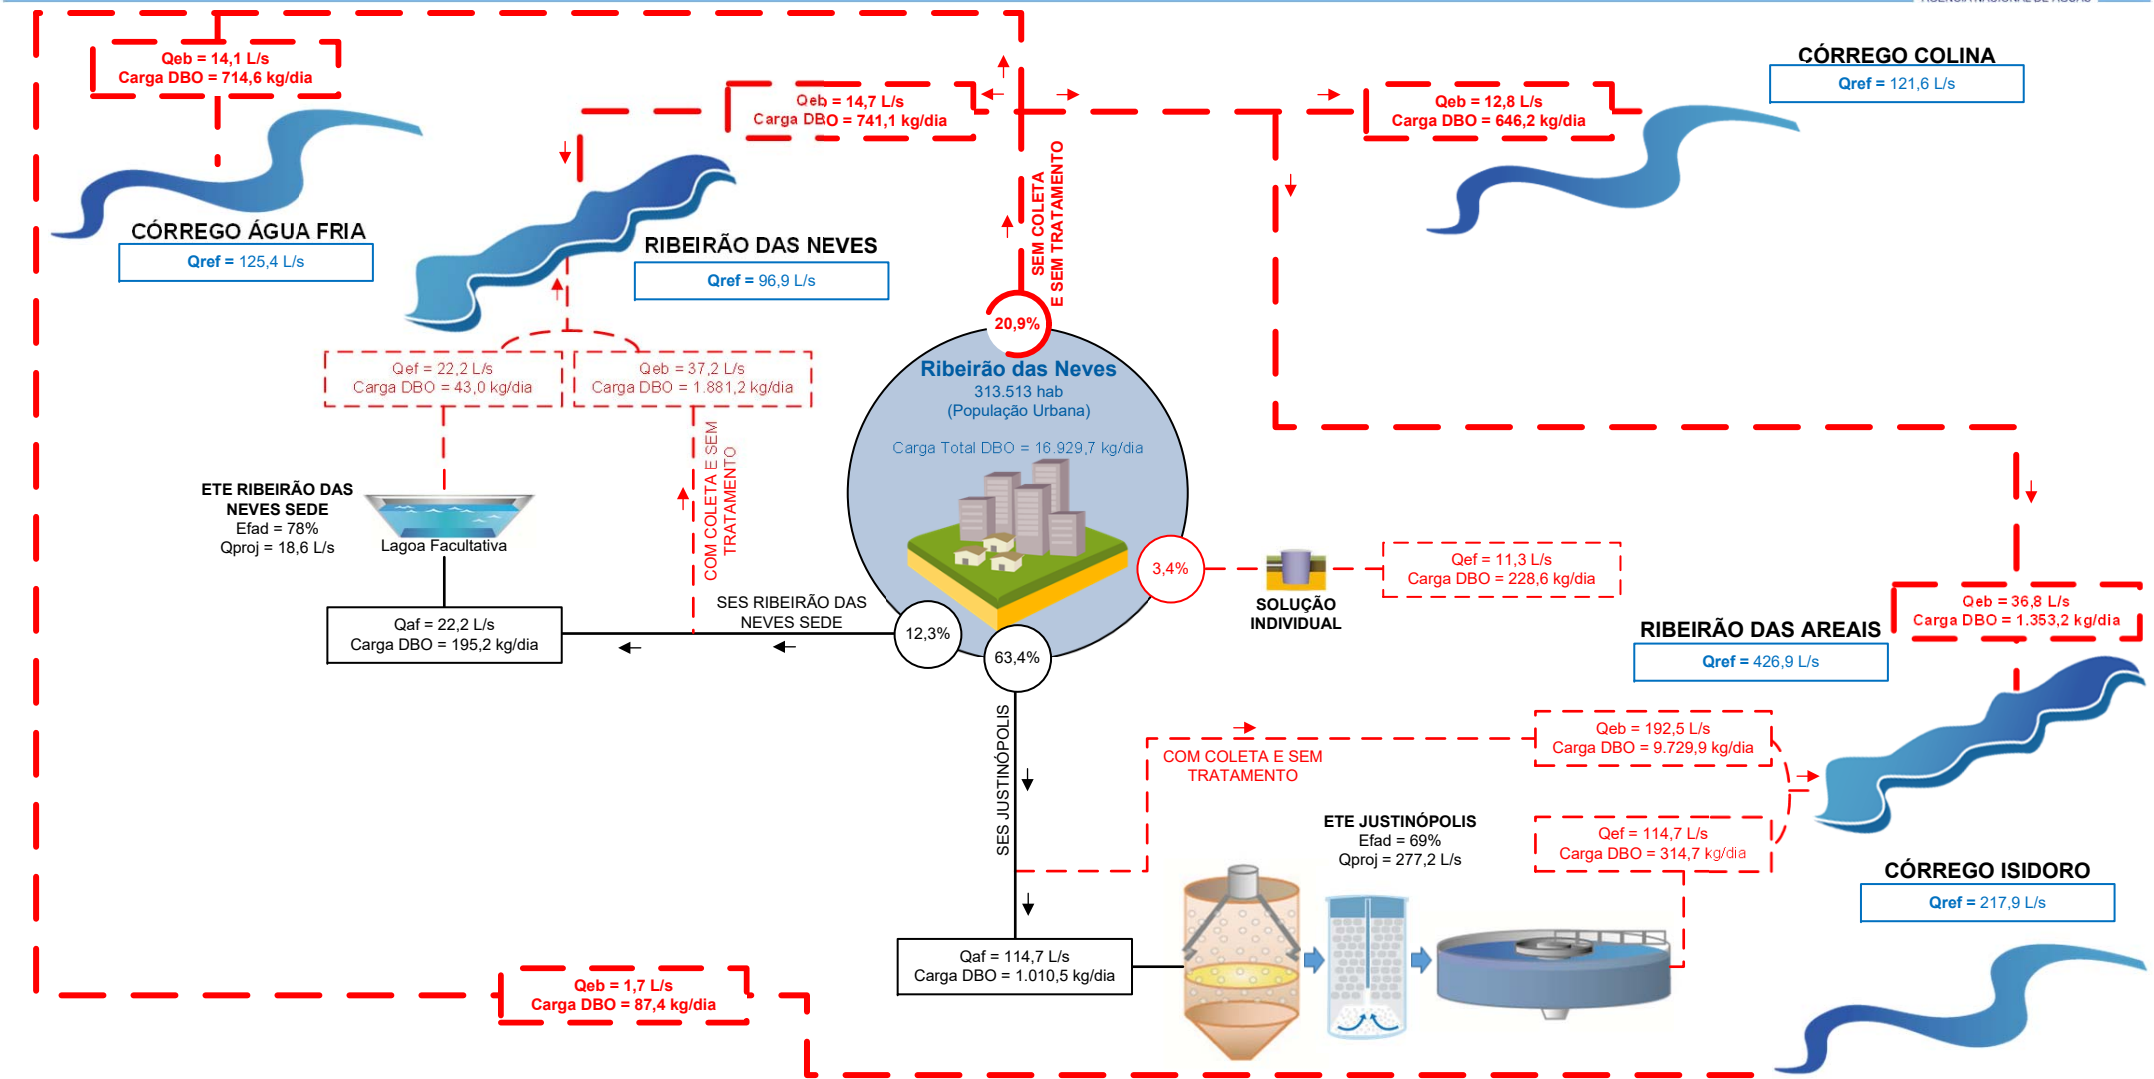 Qeb = 14,1 L/s
Carga DBO = 714,6 kg/dia
CÓRREGO ÁGUA FRIA
Qref = 125,4 L/s
Qeb = 14,7 L/s
Carga DBO = 741,1 kg/dia
RIBEIRÃO DAS NEVES
Qref = 96,9 L/s
SEM COLETA
E SEM TRATAMENTO
Qeb = 12,8 L/s
Carga DBO = 646,2 kg/dia
CÓRREGO COLINA
Qref = 121,6 L/s
20,9%
Ribeirão das Neves
313.513 hab
(População Urbana)
Carga Total DBO = 16.929,7 kg/dia
Qef = 22,2 L/s
Carga DBO = 43,0 kg/dia
Qeb = 37,2 L/s
Carga DBO = 1.881,2 kg/dia
COM COLETA E SEM
TRATAMENTO
ETE RIBEIRÃO DAS
NEVES SEDE
Efad = 78%
Qproj = 18,6 L/s
Lagoa Facultativa
Qaf = 22,2 L/s
Carga DBO = 195,2 kg/dia
SES RIBEIRÃO DAS
NEVES SEDE
12,3%
63,4%
3,4%
SOLUÇÃO
INDIVIDUAL
Qef = 11,3 L/s
Carga DBO = 228,6 kg/dia
Qeb = 36,8 L/s
Carga DBO = 1.353,2 kg/dia
RIBEIRÃO DAS AREAIS
Qref = 426,9 L/s
SES JUSTINÓPOLIS
COM COLETA E SEM
TRATAMENTO
Qeb = 192,5 L/s
Carga DBO = 9.729,9 kg/dia
ETE JUSTINÓPOLIS
Efad = 69%
Qproj = 277,2 L/s
Qef = 114,7 L/s
Carga DBO = 314,7 kg/dia
CÓRREGO ISIDORO
Qref = 217,9 L/s
Qaf = 114,7 L/s
Carga DBO = 1.010,5 kg/dia
Qeb = 1,7 L/s
Carga DBO = 87,4 kg/dia